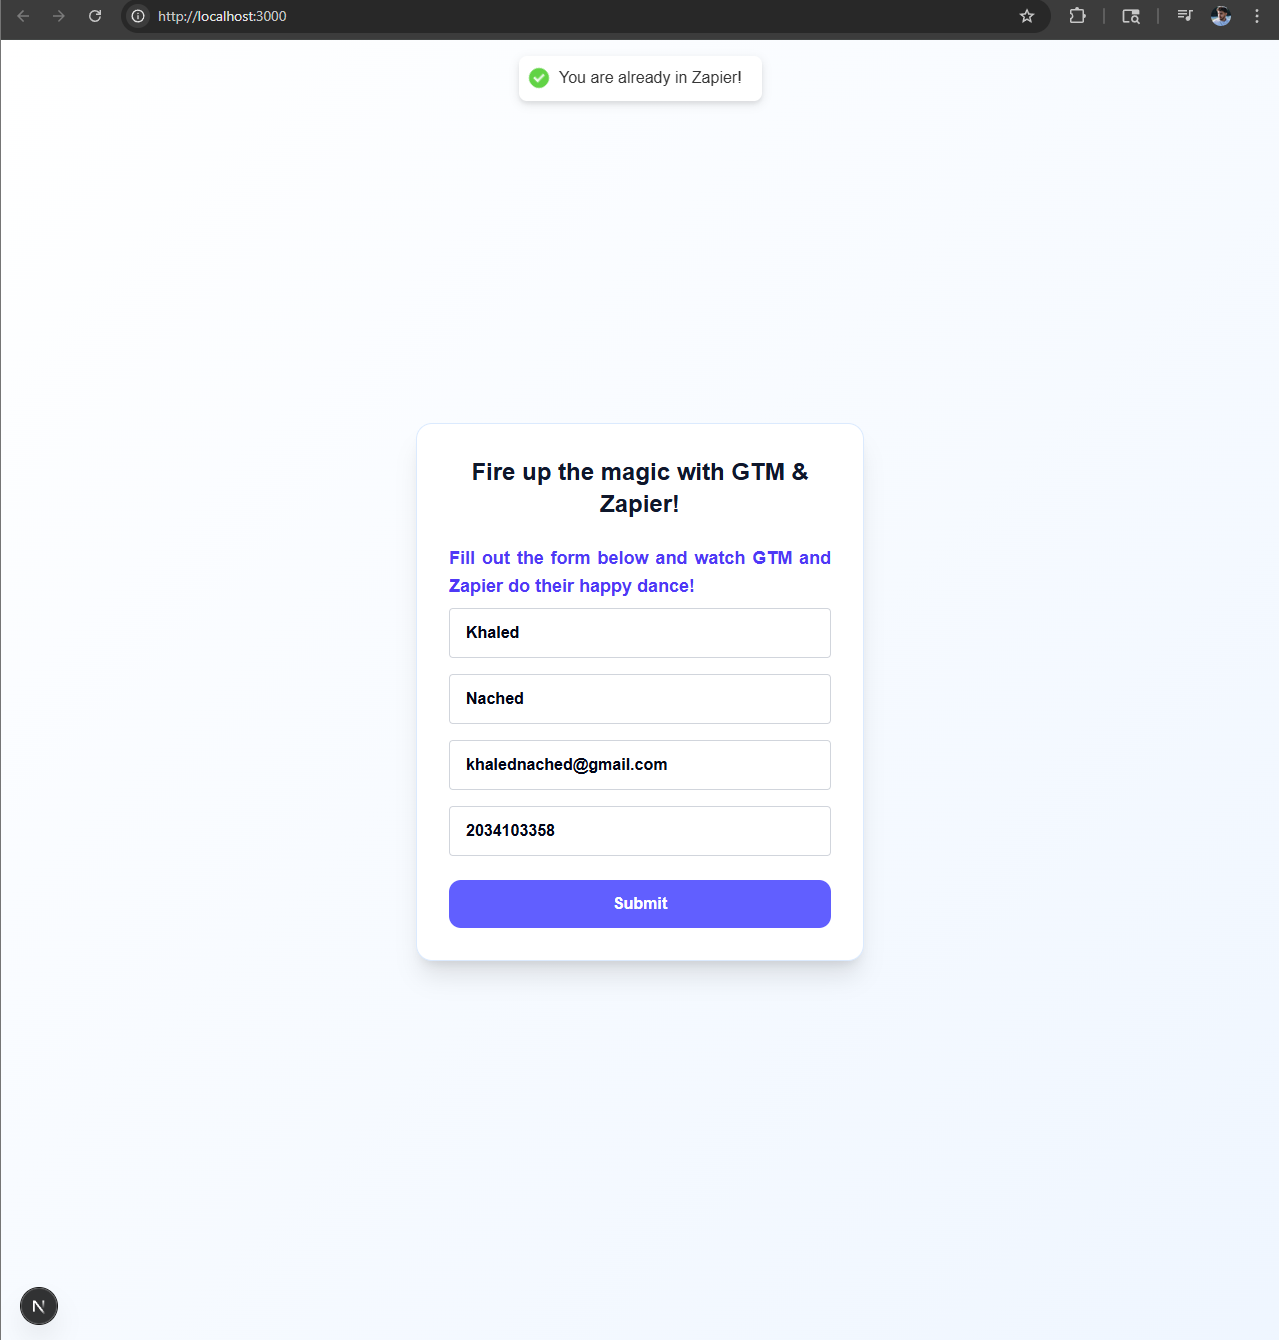 http://localhost:3000
You are already in Zapier!
Fire up the magic with GTM &
Zapier!
Fill out the form below and watch GTM and
Zapier do their happy dance!
Khaled
Nached
khalednached@gmail.com
2034103358
Submit
N